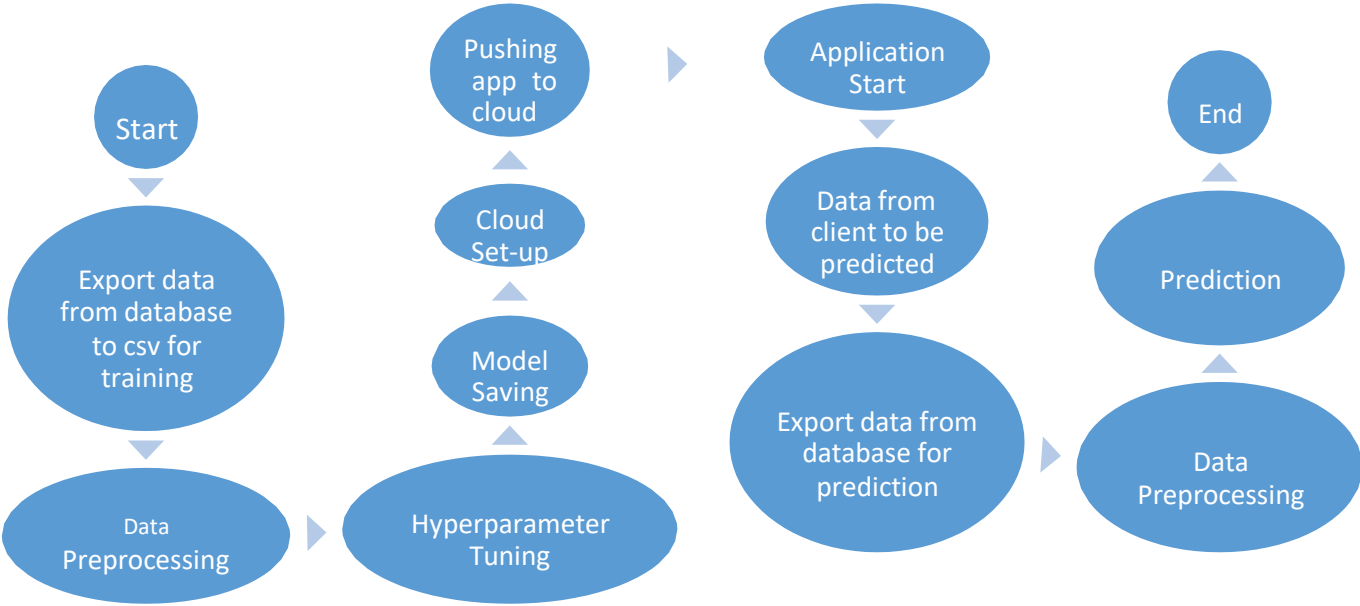 Start
Export data
from database
to csv for
training
Data
Preprocessing
Hyperparameter
Tuning
Model
Saving
Cloud
Set-up
Pushing
app to
cloud
Application
Start
Data from
client to be
predicted
Export data from
database for
prediction
Data
Preprocessing
Prediction
End